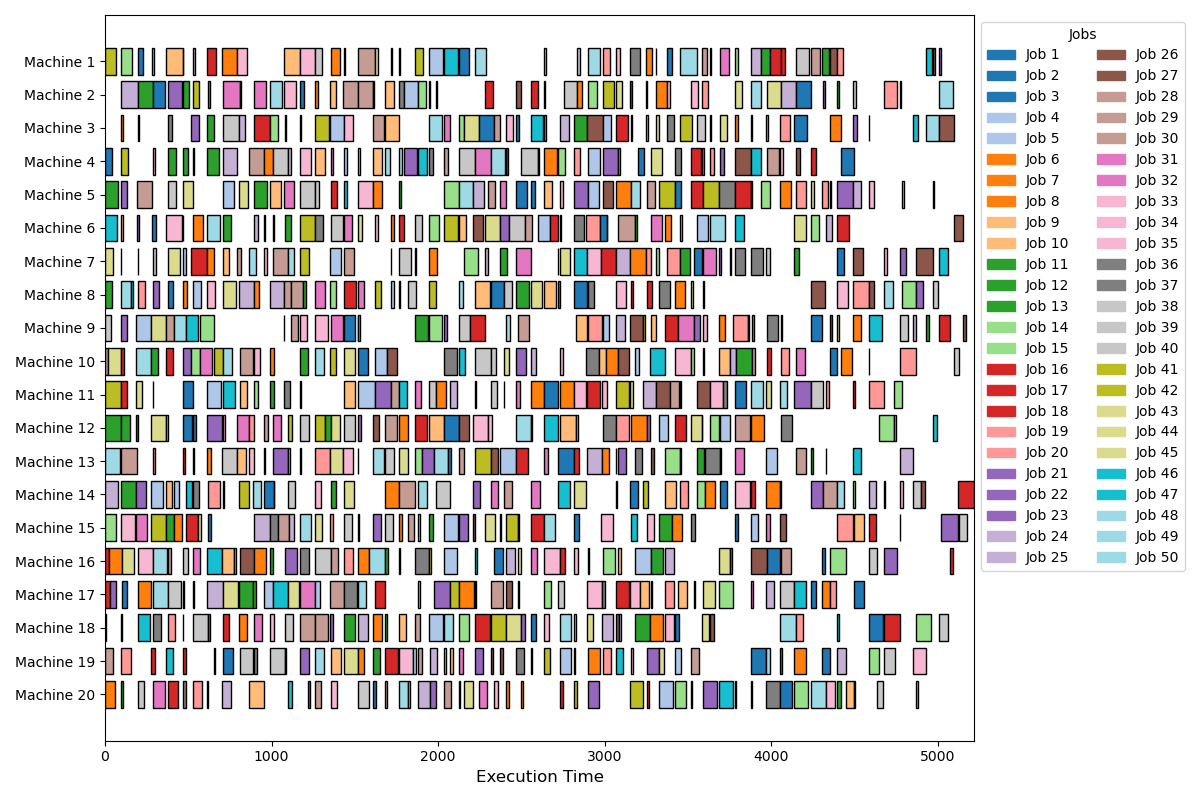 Machine 1
Machine 2
Machine 3
Machine 4
Machine 5
Machine 6
Machine 7
Machine 8
Machine 9
Machine 10
Machine 11
Machine 12
Machine 13
Machine 14
Machine 15
Machine 16
Machine 17
Machine 18
Machine 19
Machine 20
0 1000 2000 3000 4000 5000
Execution Time
Jobs
Job 1 Job 26
Job 2 Job 27
Job 3 Job 28
Job 4 Job 29
Job 5 Job 30
Job 6 Job 31
Job 7 Job 32
Job 8 Job 33
Job 9 Job 34
Job 10 Job 35
Job 11 Job 36
Job 12 Job 37
Job 13 Job 38
Job 14 Job 39
Job 15 Job 40
Job 16 Job 41
Job 17 Job 42
Job 18 Job 43
Job 19 Job 44
Job 20 Job 45
Job 21 Job 46
Job 22 Job 47
Job 23 Job 48
Job 24 Job 49
Job 25 Job 50